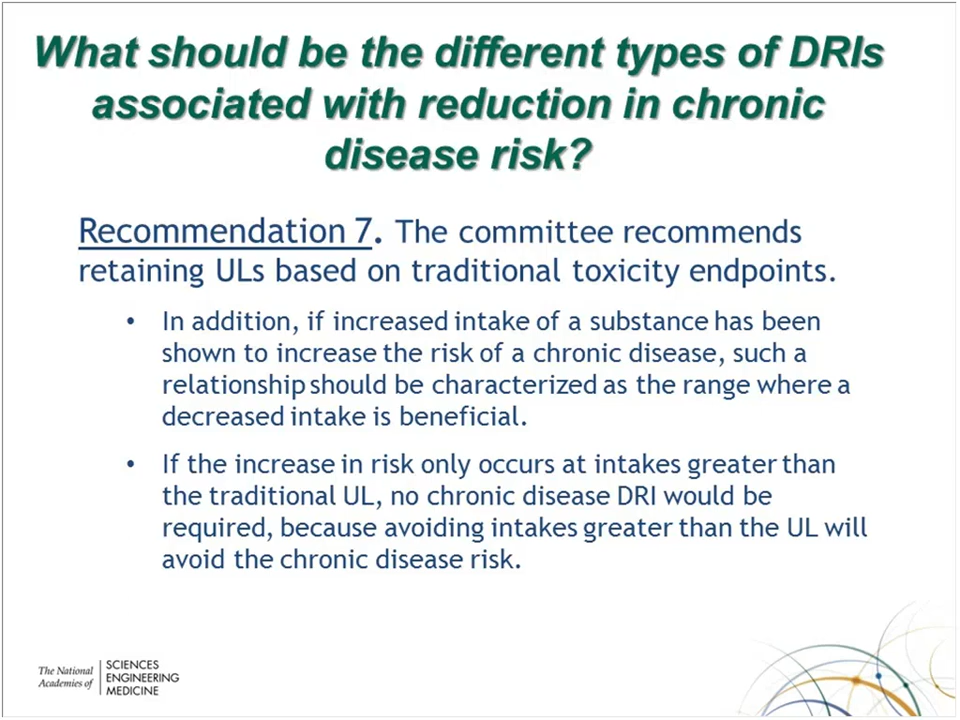 What should be the different types of DRIs
associated with reduction in chronic
disease risk?
Recommendation 7. The committee recommends
retaining ULs based on traditional toxicity endpoints.
• In addition, if increased intake of a substance has been
shown to increase the risk of a chronic disease, such a
relationship should be characterized as the range where a
decreased intake is beneficial.
• If the increase in risk only occurs at intakes greater than
the traditional UL, no chronic disease DRI would be
required, because avoiding intakes greater than the UL will
avoid the chronic disease risk.
The National
Academies of
SCIENCES
ENGINEERING
MEDICINE